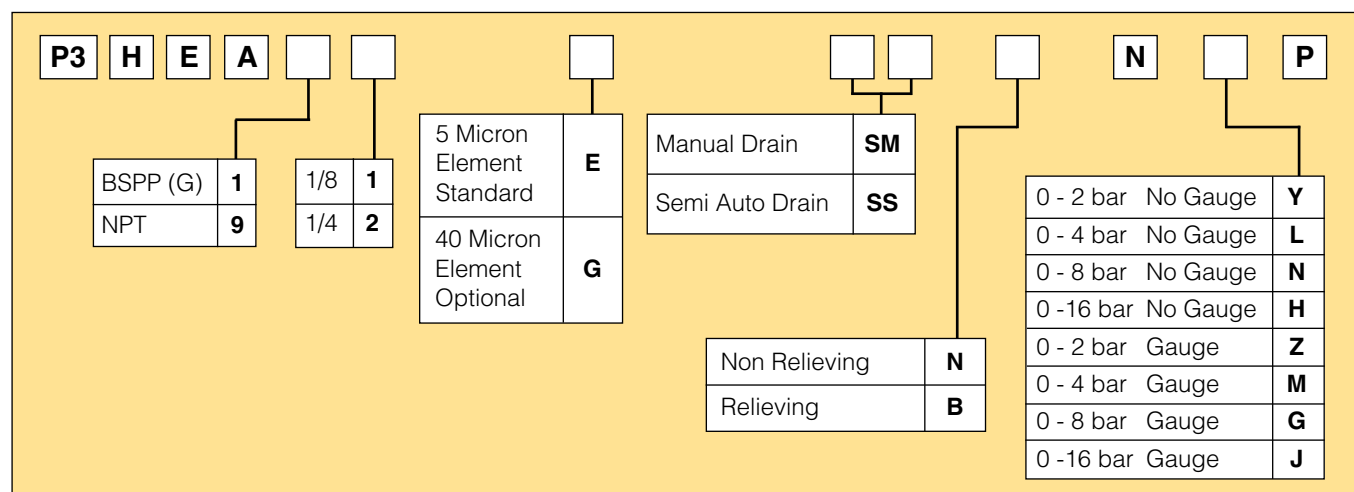 P3 H E A N P
BSPP (G) 1
NPT 9
1/8 1
1/4 2
5 Micron
Element
Standard
E
40 Micron
Element
Optional
G
Manual Drain SM
Semi Auto Drain SS
Non Relieving N
Relieving B
0 - 2 bar No Gauge Y
0 - 4 bar No Gauge L
0 - 8 bar No Gauge N
0 -16 bar No Gauge H
0 - 2 bar Gauge Z
0 - 4 bar Gauge M
0 - 8 bar Gauge G
0 -16 bar Gauge J